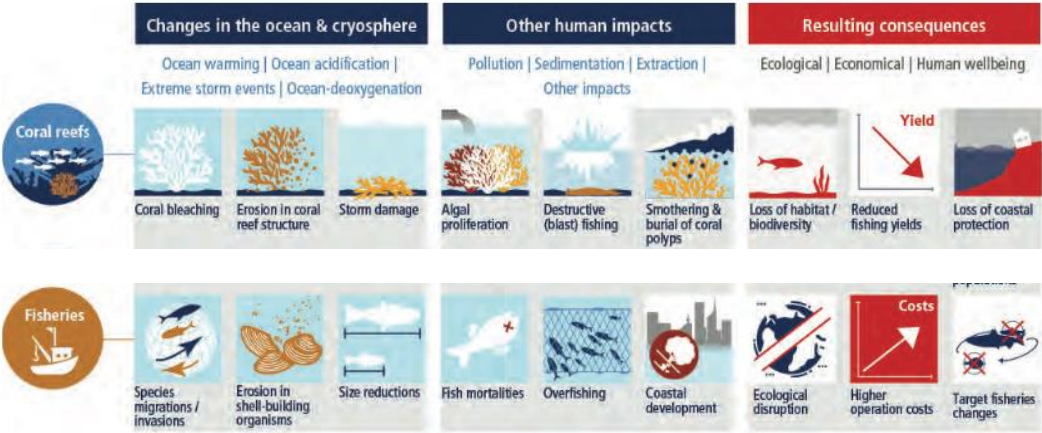 Changes in the ocean & cryosphere
Other human impacts
Resulting consequences
Ocean warming | Ocean acidification |
Extreme storm events | Ocean-deoxygenation
Pollution | Sedimentation | Extraction |
Other impacts
Ecological | Economical | Human wellbeing
Coral reefs
Yield
Coral bleaching
Erosion in coral
reef structure
Storm damage
Algal
proliferation
Destructive
(blast) fishing
Smothering &
burial of coral
polyps
Loss of habitat /
biodiversity
Reduced
fishing yields
Loss of coastal
protection
Fisheries
Costs
Species
migrations /
invasions
Erosion in
shell-building
organisms
Size reductions
Fish mortalities
Overfishing
Coastal
development
Ecological
disruption
Higher
operation costs
Target fisheries
changes